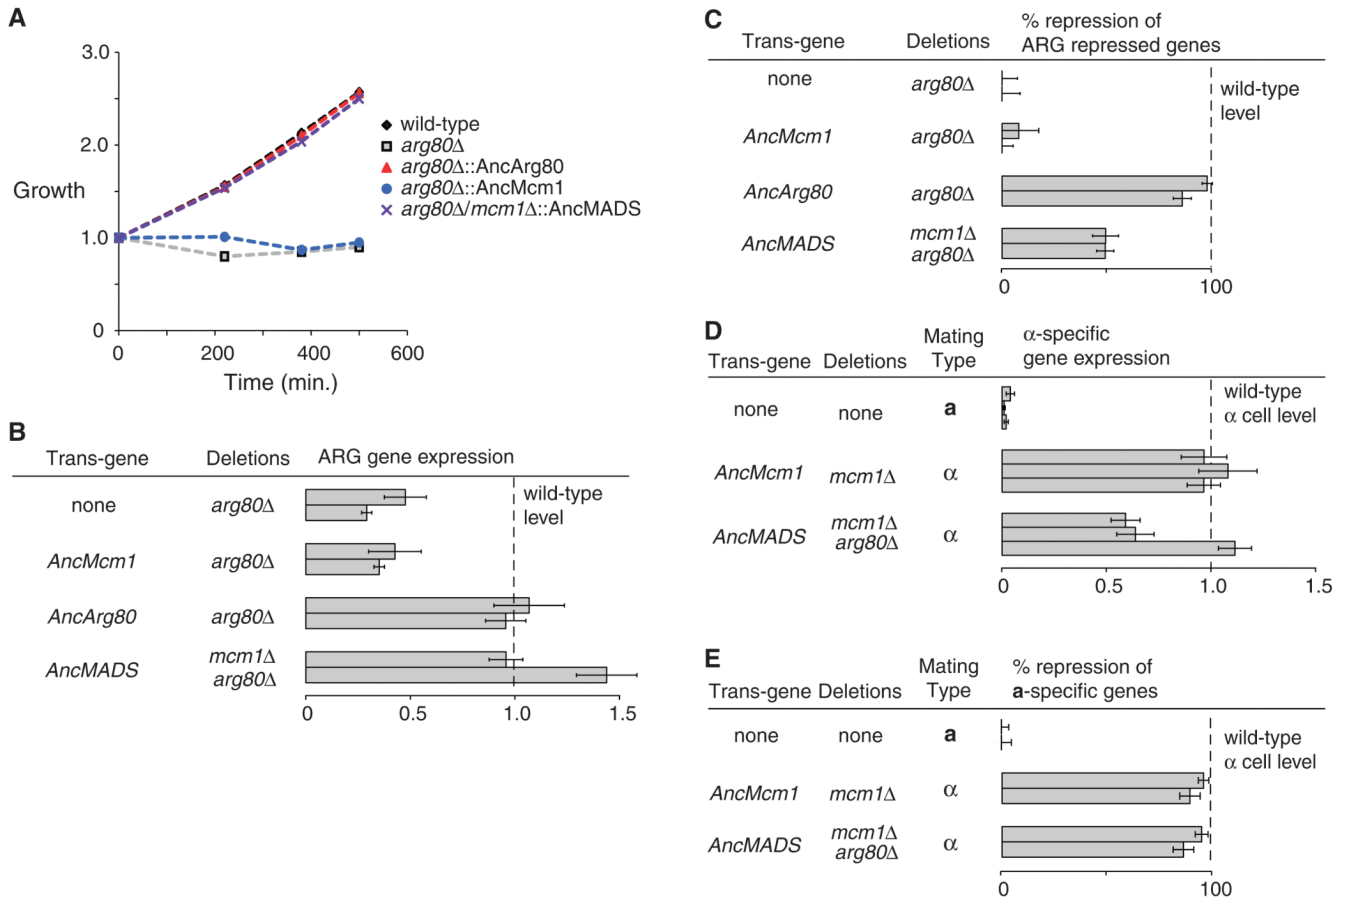 A
3.0
2.0
Growth
1.0
0
0 200 400 600
Time (min.)
wild-type
arg80Δ
arg80Δ::AncArg80
arg80Δ::AncMcm1
arg80Δ/mcm1Δ::AncMADS
B
Trans-gene Deletions ARG gene expression
none arg80Δ
wild-type
level
AncMcm1 arg80Δ
AncArg80 arg80Δ
AncMADS mcm1Δ
arg80Δ
0 0.5 1.0 1.5
C
Trans-gene Deletions % repression of
ARG repressed genes
none arg80Δ
wild-type
level
AncMcm1 arg80Δ
AncArg80 arg80Δ
AncMADS mcm1Δ
arg80Δ
0 100
D
Mating
Type
α-specific
gene expression
Trans-gene Deletions
none none a
wild-type
α cell level
AncMcm1 mcm1Δ α
AncMADS mcm1Δ
arg80Δ α
0 0.5 1.0 1.5
E
Mating
Type
% repression of
a-specific genes
Trans-gene Deletions
none none a
wild-type
α cell level
AncMcm1 mcm1Δ α
AncMADS mcm1Δ
arg80Δ α
0 100